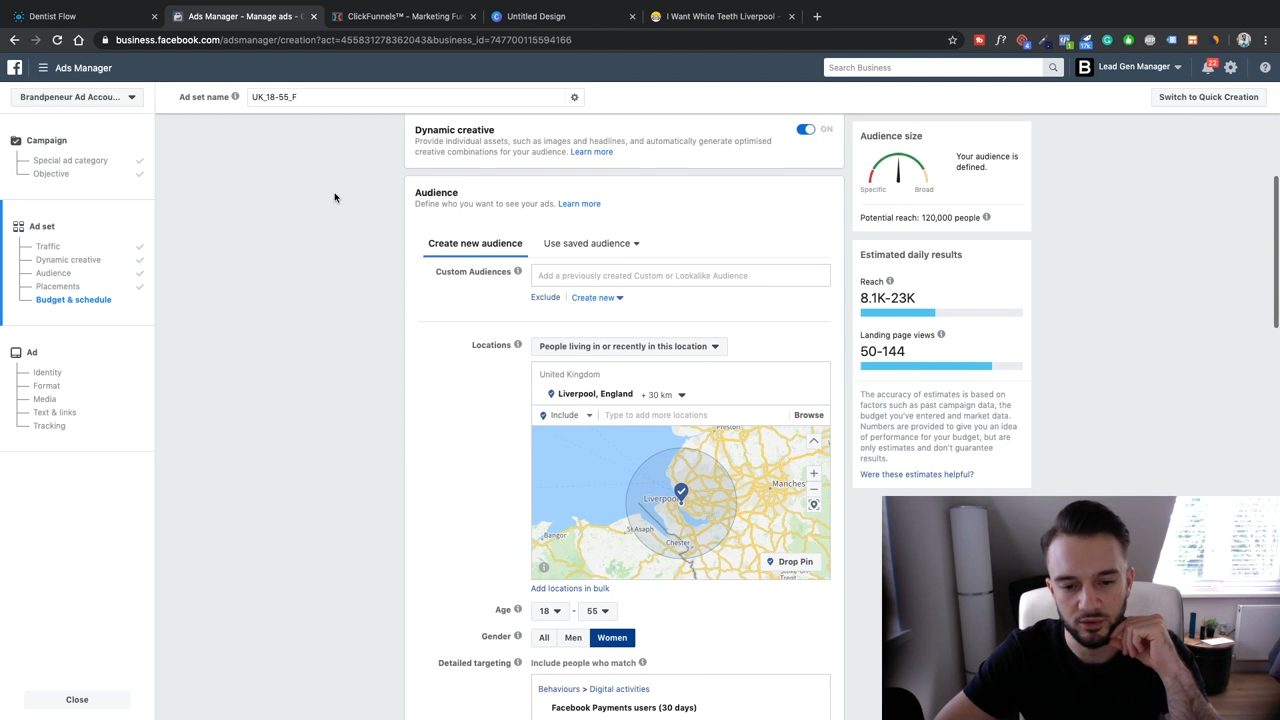 Dentist Flow
Ads Manager - Manage ads - C
ClickFunnels™ - Marketing Fu
Untitled Design
I Want White Teeth Liverpool -
business.facebook.com/adsmanager/creation?act=455831278362043&business_id=747700115594166
Ads Manager
Search Business
B
Lead Gen Manager
22
Brandpeneur Ad Accou...
Ad set name
UK_18-55_F
Switch to Quick Creation
Campaign
Special ad category
Objective
Ad set
Traffic
Dynamic creative
Audience
Placements
Budget & schedule
Ad
Identity
Format
Media
Text & links
Tracking
Close
Dynamic creative
ON
Provide individual assets, such as images and headlines, and automatically generate optimised
creative combinations for your audience. Learn more
Audience
Define who you want to see your ads. Learn more
Create new audience
Use saved audience
Custom Audiences
Add a previously created Custom or Lookalike Audience
Exclude
Create new
Locations
People living in or recently in this location
United Kingdom
Liverpool, England + 30 km
Include
Type to add more locations
Browse
Preston
Liverpool
Manches
St Asaph
Bangor
Chester
Trent
Drop Pin
Add locations in bulk
Age
18 - 55
Gender
All
Men
Women
Detailed targeting
Include people who match
Behaviours > Digital activities
Facebook Payments users (30 days)
Audience size
Your audience is
defined.
Specific
Broad
Potential reach: 120,000 people
Estimated daily results
Reach
8.1K-23K
Landing page views
50-144
The accuracy of estimates is based on
factors such as past campaign data, the
budget you've entered and market data.
Numbers are provided to give you an idea
of performance for your budget, but are
only estimates and don't guarantee
results.
Were these estimates helpful?